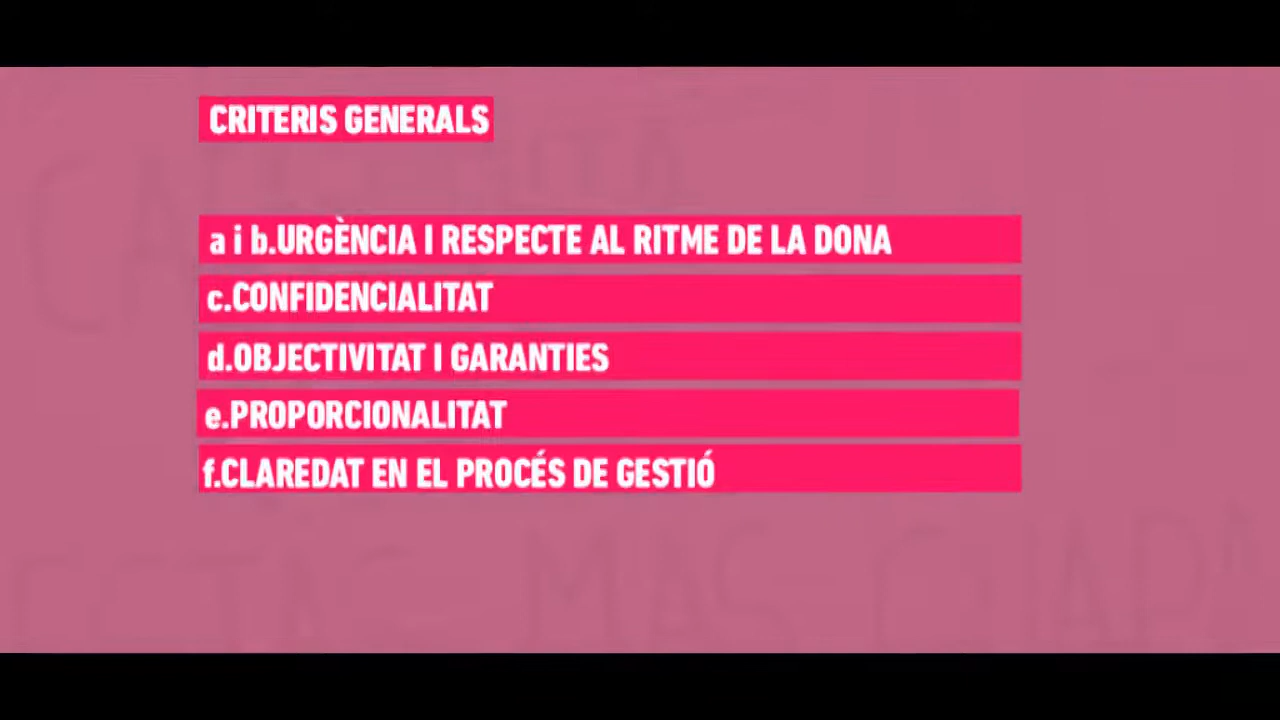 CRITERIS GENERALS
a i b.URGÈNCIA I RESPECTE AL RITME DE LA DONA
c.CONFIDENCIALITAT
d.OBJECTIVITAT I GARANTIES
e.PROPORCIONALITAT
f.CLAREDAT EN EL PROCÉS DE GESTIÓ